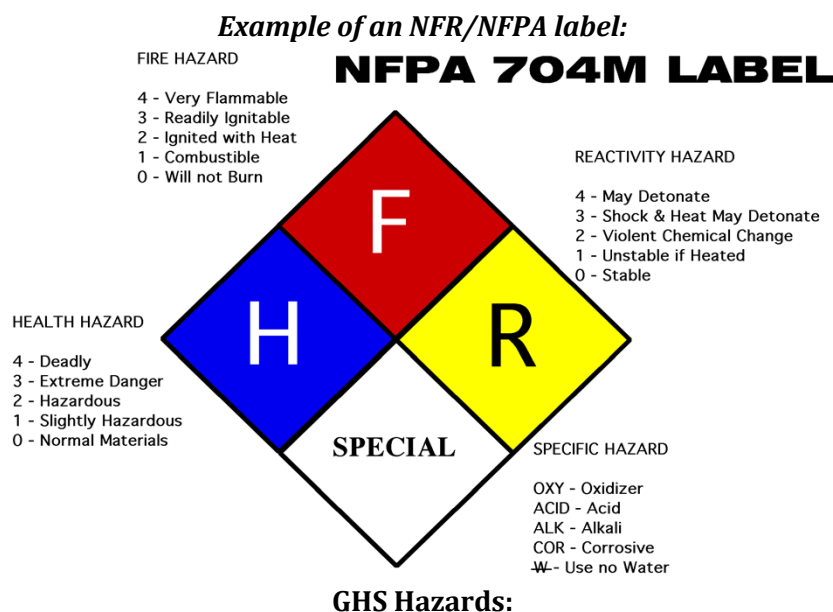 Example of an NFR/NFPA label:
NFPA 704M LABEL
FIRE HAZARD
4 - Very Flammable
3 - Readily Ignitable
2 - Ignited with Heat
1 - Combustible
0 - Will not Burn
REACTIVITY HAZARD
4 - May Detonate
3 - Shock & Heat May Detonate
2 - Violent Chemical Change
1 - Unstable if Heated
0 - Stable
F
H
R
SPECIAL
HEALTH HAZARD
4 - Deadly
3 - Extreme Danger
2 - Hazardous
1 - Slightly Hazardous
0 - Normal Materials
SPECIFIC HAZARD
OXY - Oxidizer
ACID - Acid
ALK - Alkali
COR - Corrosive
W - Use no Water
GHS Hazards: